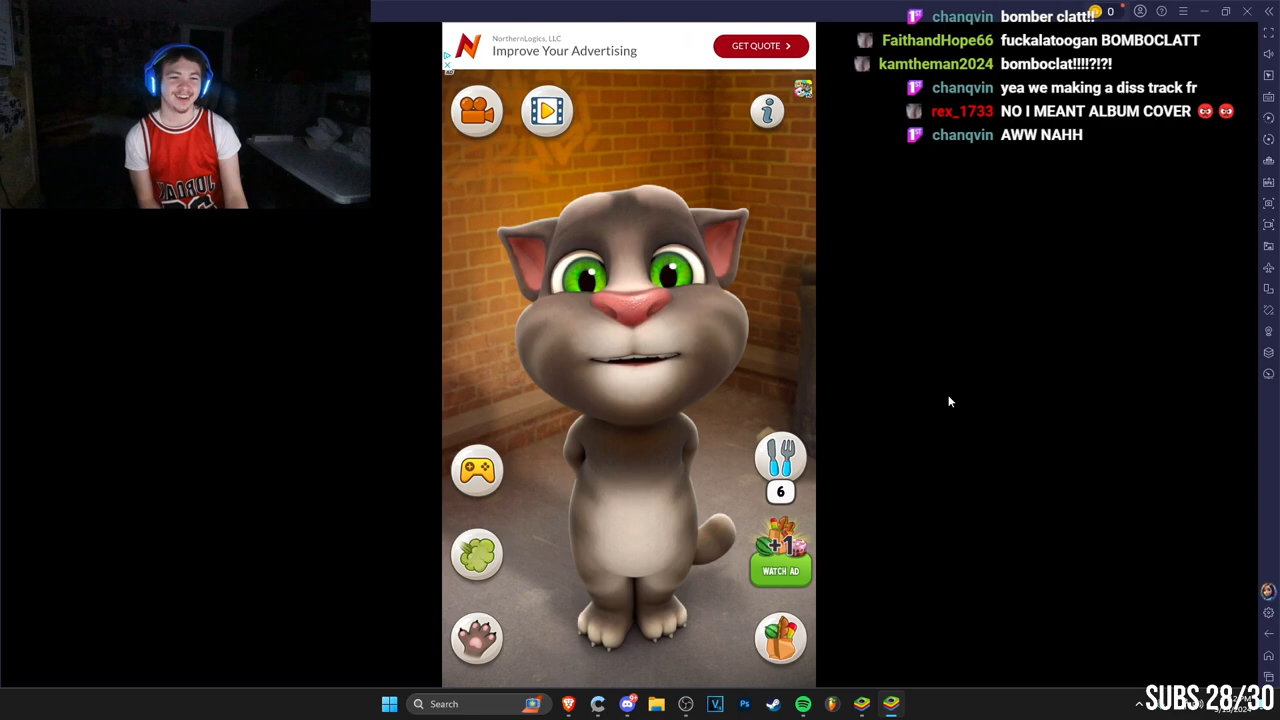 NorthernLogics, LLC
Improve Your Advertising
GET QUOTE
0
chanqvin bomber clatt!!
FaithandHope66 fuckalatoogan BOMBOCLATT
kamtheman2024 bomboclat!!!!?!?!
chanqvin yea we making a diss track fr
rex_1733 NO I MEANT ALBUM COVER
chanqvin AWW NAHH
6
+1
WATCH AD
Search
SUBS 28/30